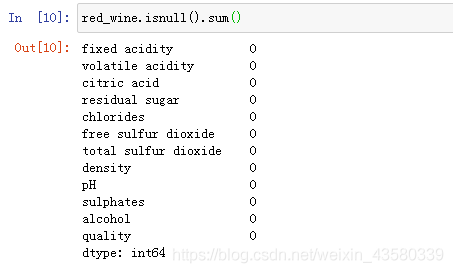 In [10]: red_wine.isnull().sum()
Out[10]: fixed acidity 0
volatile acidity 0
citric acid 0
residual sugar 0
chlorides 0
free sulfur dioxide 0
total sulfur dioxide 0
density 0
pH 0
sulphates 0
alcohol 0
quality 0
dtype: int64
https://blog.csdn.net/weixin_43580339